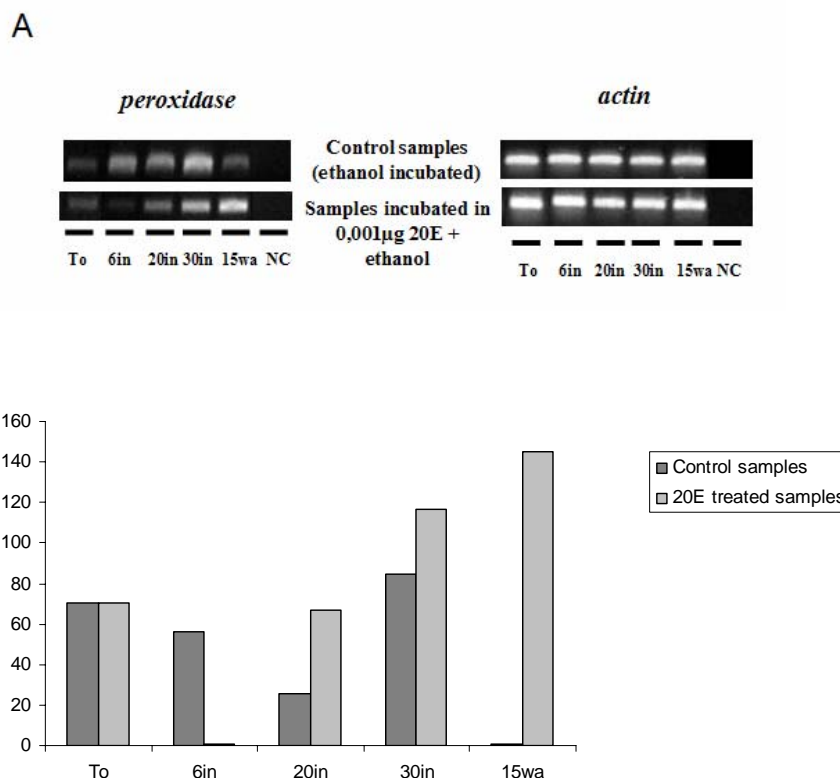 A
peroxidase
actin
Control samples
(ethanol incubated)
Samples incubated in
0,001µg 20E +
ethanol
To 6in 20in 30in 15wa NC
To 6in 20in 30in 15wa NC
160
140
120
100
80
60
40
20
0
To 6in 20in 30in 15wa
Control samples
20E treated samples